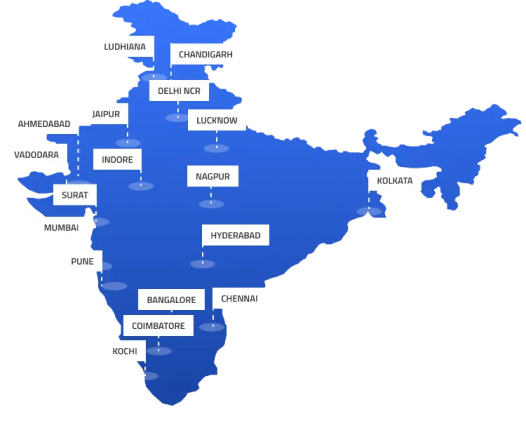 LUDHIANA
CHANDIGARH
DELHI NCR
JAIPUR
LUCKNOW
AHMEDABAD
VADODARA
INDORE
NAGPUR
KOLKATA
SURAT
MUMBAI
HYDERABAD
PUNE
BANGALORE
CHENNAI
COIMBATORE
KOCHI